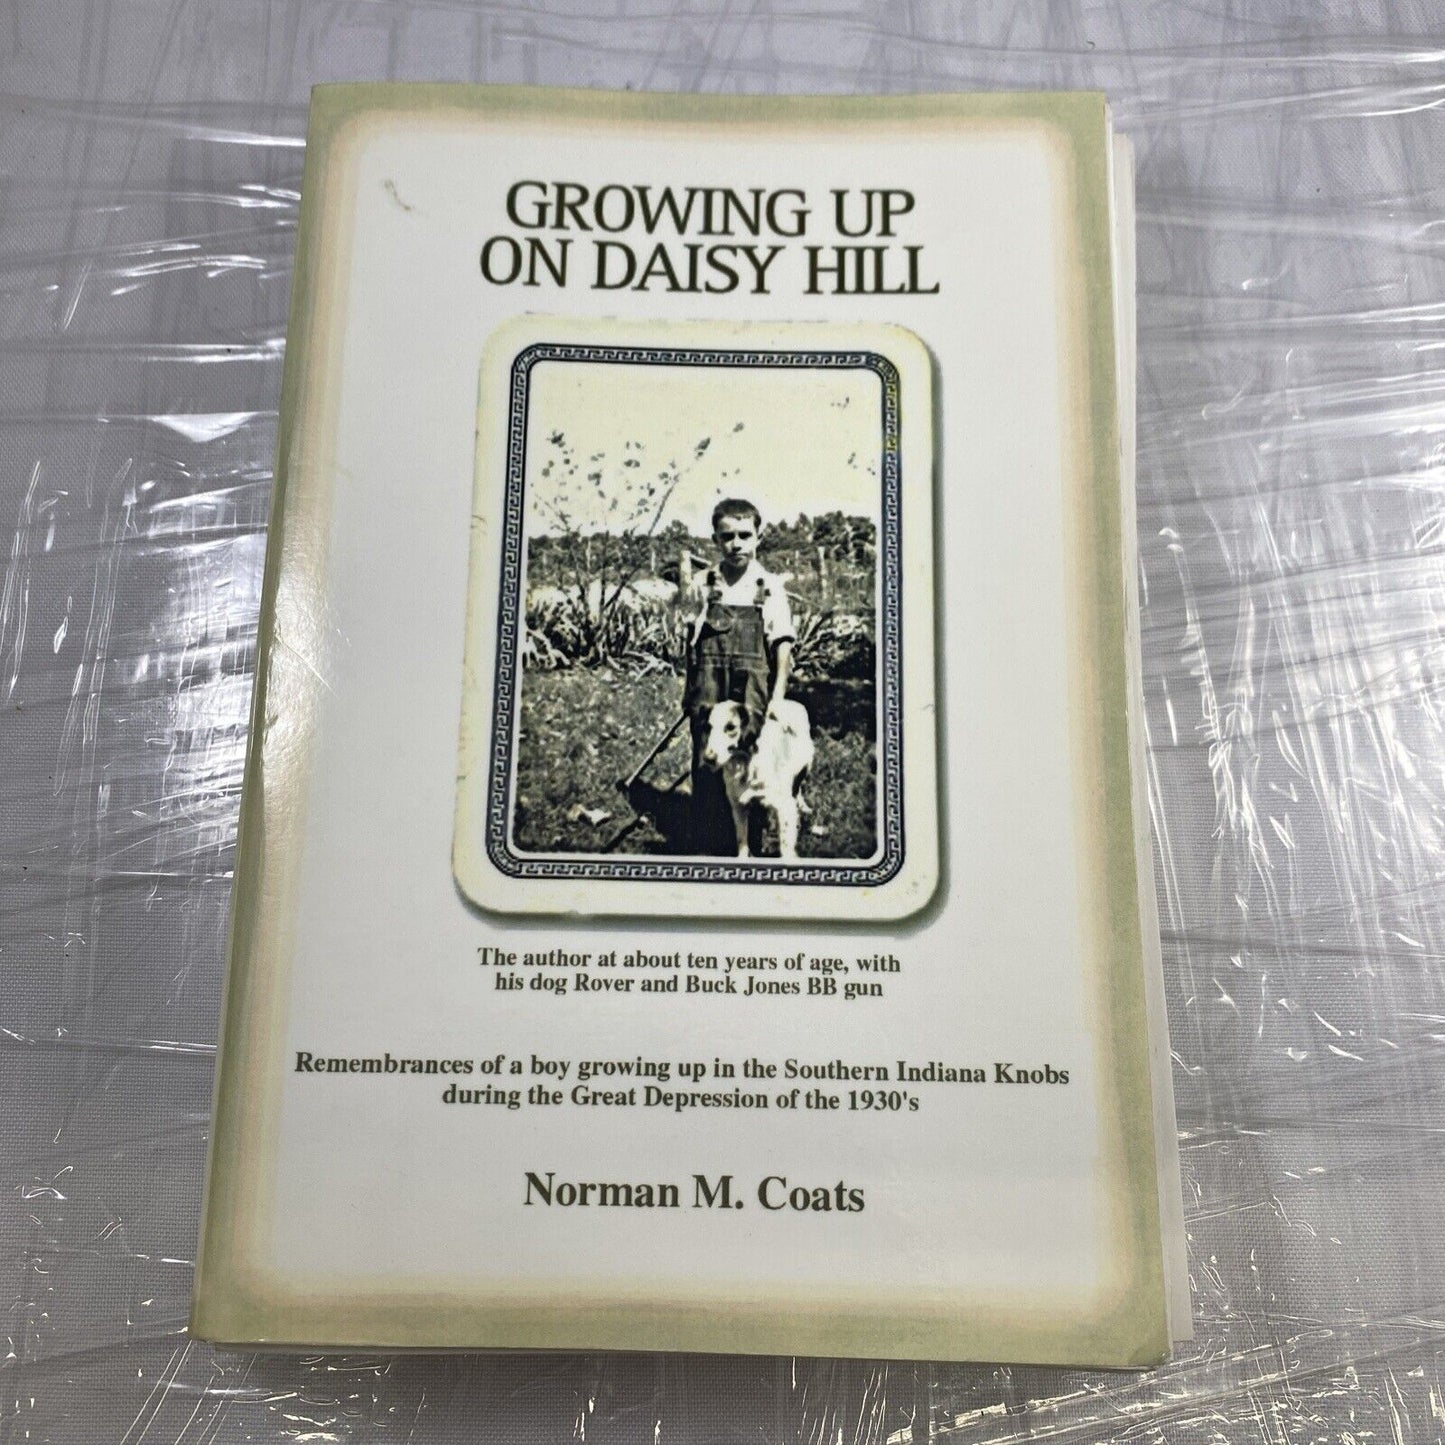 GROWING UP
ON DAISY HILL
The author at about ten years of age, with
his dog Rover and Buck Jones BB gun
Remembrances of a boy growing up in the Southern Indiana Knobs
during the Great Depression of the 1930's
Norman M. Coats